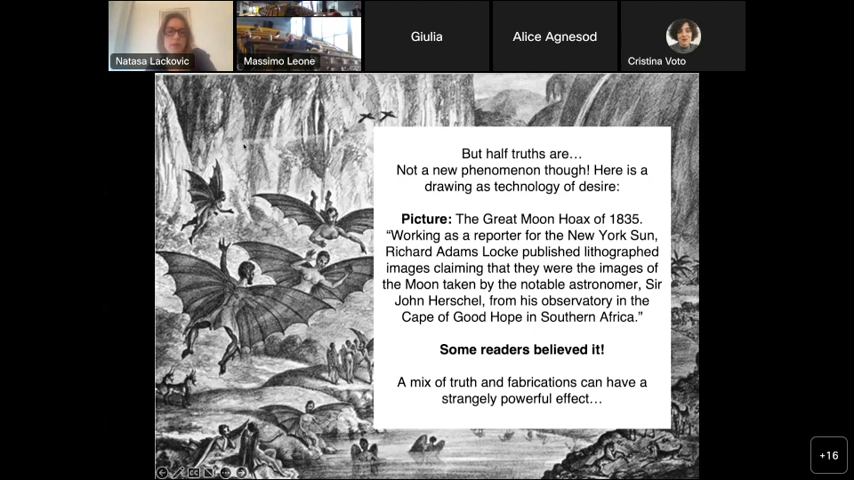 Natasa Lackovic
Massimo Leone
Giulia
Alice Agnesod
Cristina Voto
But half truths are…
Not a new phenomenon though! Here is a
drawing as technology of desire:
Picture: The Great Moon Hoax of 1835.
“Working as a reporter for the New York Sun,
Richard Adams Locke published lithographed
images claiming that they were the images of
the Moon taken by the notable astronomer, Sir
John Herschel, from his observatory in the
Cape of Good Hope in Southern Africa.”
Some readers believed it!
A mix of truth and fabrications can have a
strangely powerful effect…
+16